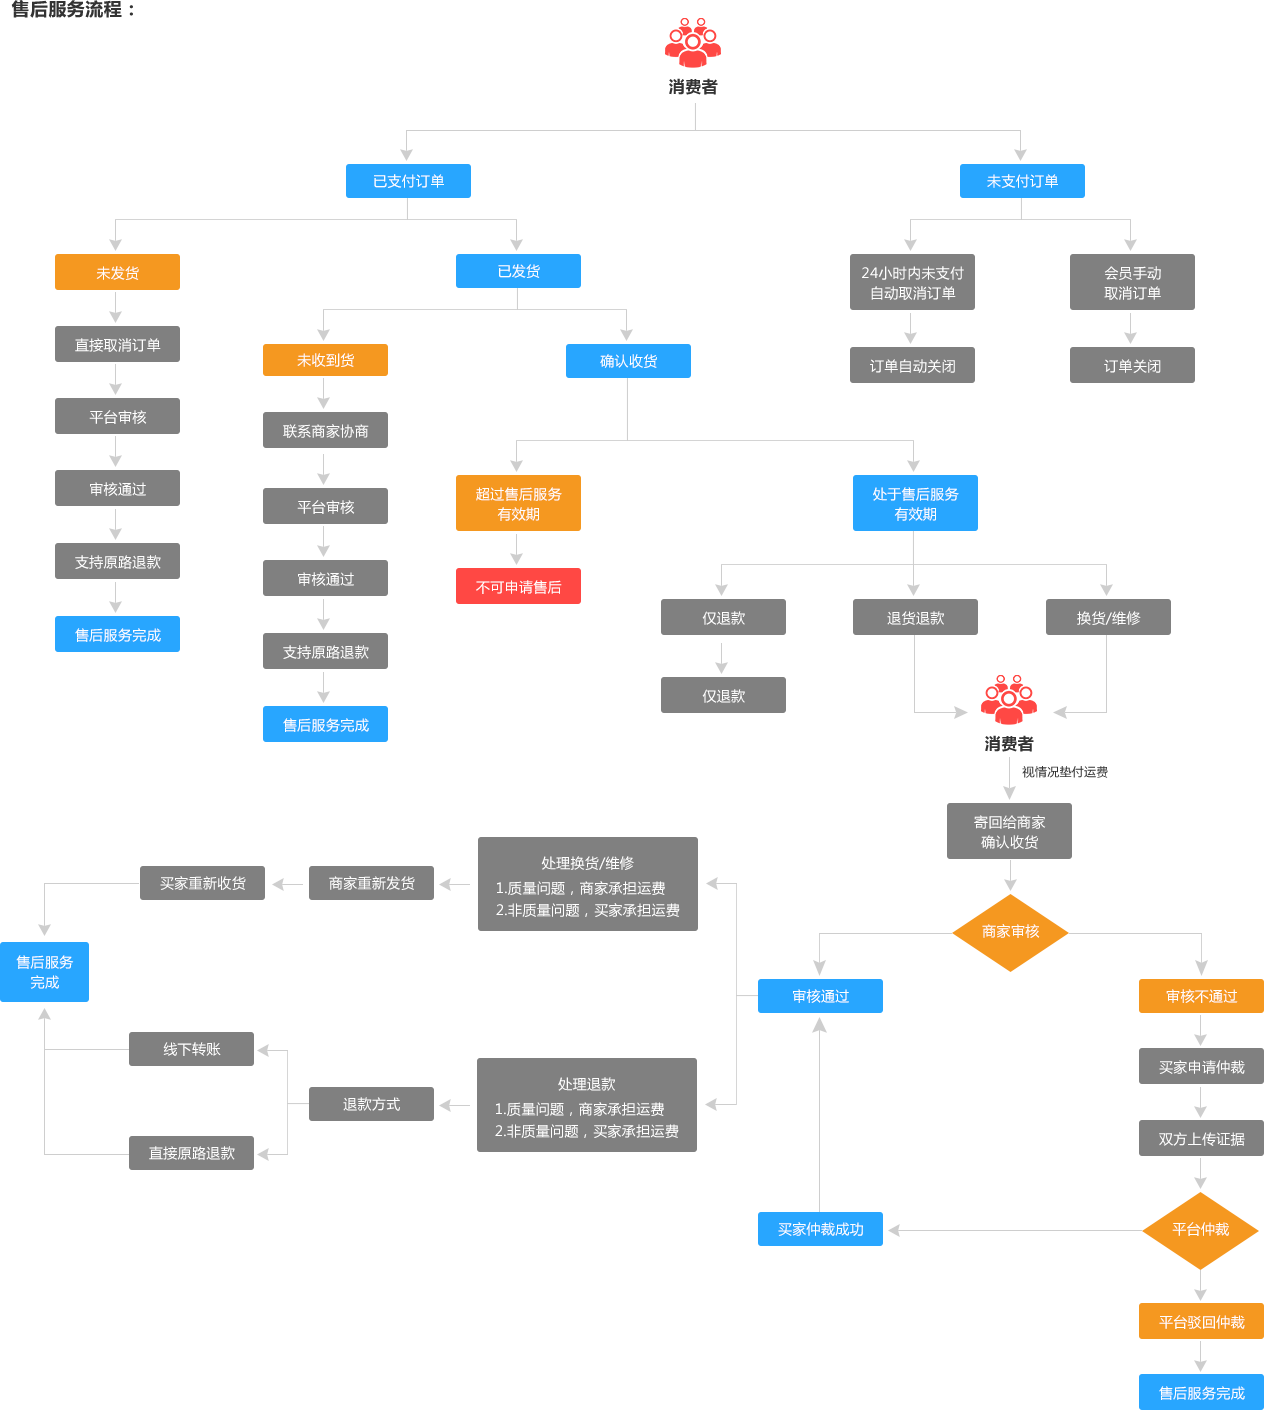 售后服务流程：
消费者
已支付订单
未支付订单
未发货
已发货
24小时内未支付
自动取消订单
会员手动
取消订单
直接取消订单
未收到货
确认收货
订单自动关闭
订单关闭
平台审核
联系商家协商
审核通过
超过售后服务
有效期
处于售后服务
有效期
平台审核
支持原路退款
审核通过
不可申请售后
仅退款
退货退款
换货/维修
售后服务完成
支持原路退款
仅退款
售后服务完成
消费者
视情况垫付运费
寄回给商家
确认收货
处理换货/维修
1.质量问题，商家承担运费
2.非质量问题，买家承担运费
商家重新发货
买家重新收货
商家审核
售后服务
完成
审核通过
审核不通过
线下转账
买家申请仲裁
处理退款
1.质量问题，商家承担运费
2.非质量问题，买家承担运费
退款方式
直接原路退款
双方上传证据
买家仲裁成功
平台仲裁
平台驳回仲裁
售后服务完成